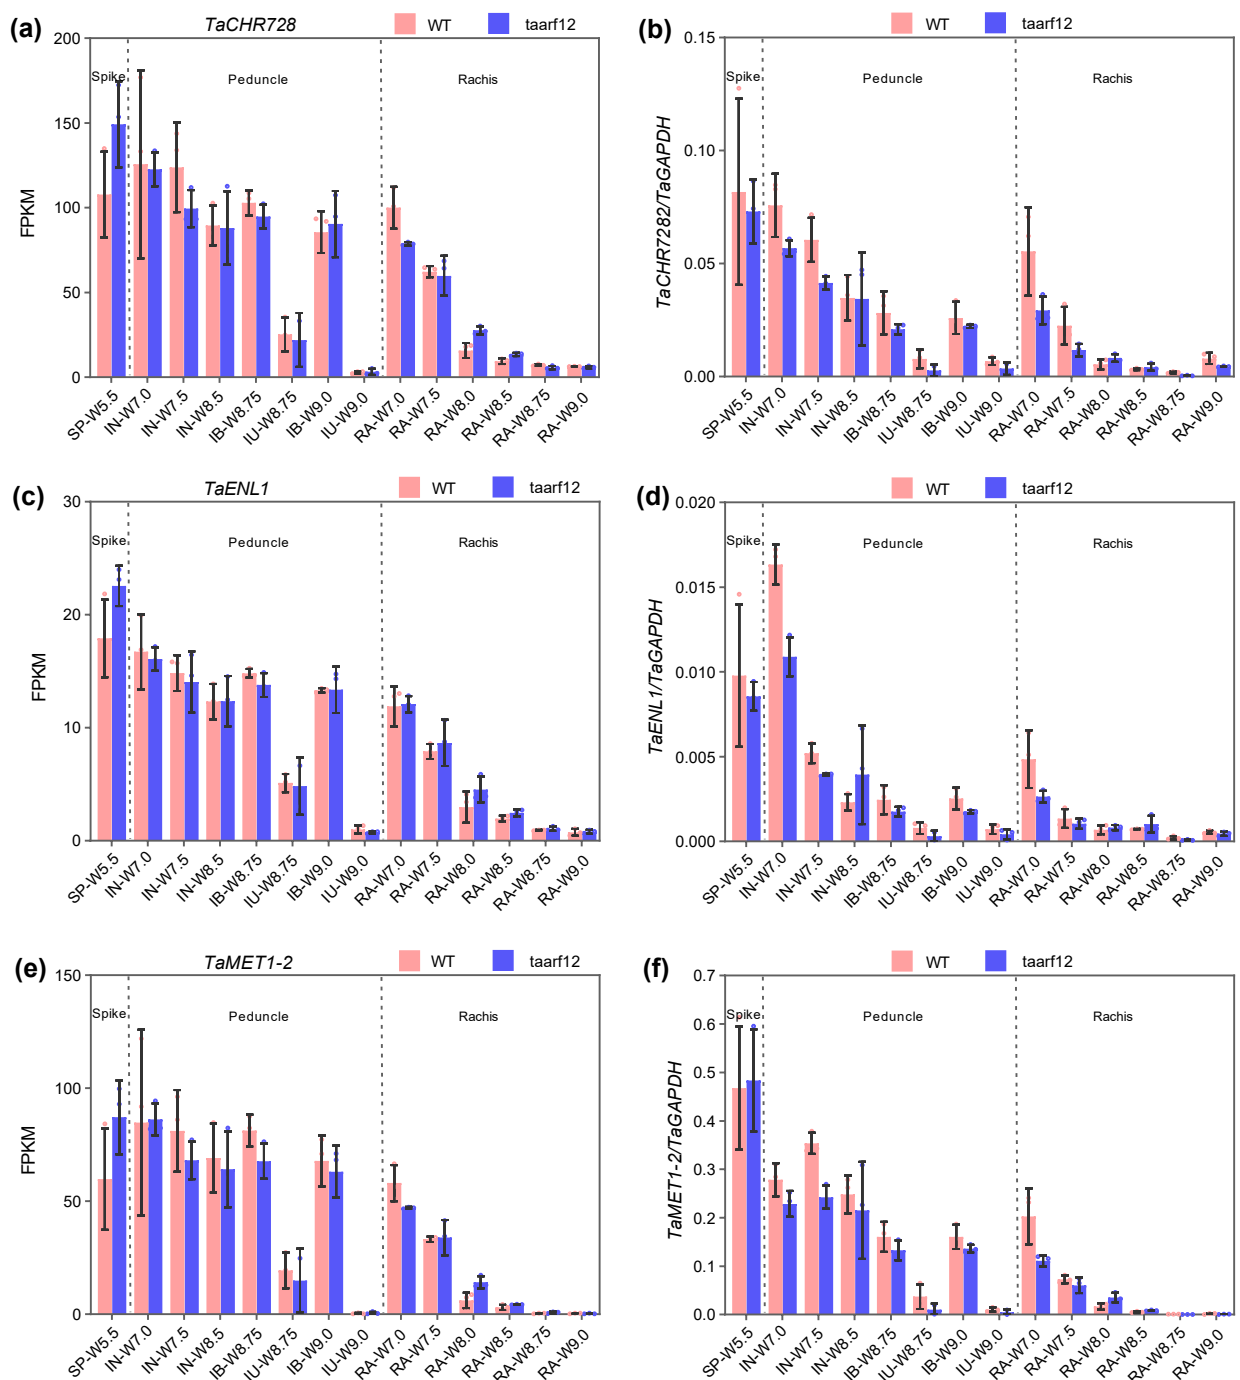 (a) TaCHR728 WT taarf12
200
150
100
50
0
FPKM
Spike Peduncle Rachis
SP-W5.5 IN-W7.0 IN-W7.5 IN-W8.5 IB-W8.75 IU-W8.75 IB-W9.0 IU-W9.0 RA-W7.0 RA-W7.5 RA-W8.0 RA-W8.5 RA-W8.75 RA-W9.0
(b) WT taarf12
0.15
0.10
0.05
0.00
TaCHR7282/TaGAPDH
Spike Peduncle Rachis
SP-W5.5 IN-W7.0 IN-W7.5 IN-W8.5 IB-W8.75 IU-W8.75 IB-W9.0 IU-W9.0 RA-W7.0 RA-W7.5 RA-W8.0 RA-W8.5 RA-W8.75 RA-W9.0
(c) TaENL1 WT taarf12
30
20
10
0
FPKM
Spike Peduncle Rachis
SP-W5.5 IN-W7.0 IN-W7.5 IN-W8.5 IB-W8.75 IU-W8.75 IB-W9.0 IU-W9.0 RA-W7.0 RA-W7.5 RA-W8.0 RA-W8.5 RA-W8.75 RA-W9.0
(d) WT taarf12
0.020
0.015
0.010
0.005
0.000
TaENL1/TaGAPDH
Spike Peduncle Rachis
SP-W5.5 IN-W7.0 IN-W7.5 IN-W8.5 IB-W8.75 IU-W8.75 IB-W9.0 IU-W9.0 RA-W7.0 RA-W7.5 RA-W8.0 RA-W8.5 RA-W8.75 RA-W9.0
(e) TaMET1-2 WT taarf12
150
100
50
0
FPKM
Spike Peduncle Rachis
SP-W5.5 IN-W7.0 IN-W7.5 IN-W8.5 IB-W8.75 IU-W8.75 IB-W9.0 IU-W9.0 RA-W7.0 RA-W7.5 RA-W8.0 RA-W8.5 RA-W8.75 RA-W9.0
(f) WT taarf12
0.7
0.6
0.5
0.4
0.3
0.2
0.1
0.0
TaMET1-2/TaGAPDH
Spike Peduncle Rachis
SP-W5.5 IN-W7.0 IN-W7.5 IN-W8.5 IB-W8.75 IU-W8.75 IB-W9.0 IU-W9.0 RA-W7.0 RA-W7.5 RA-W8.0 RA-W8.5 RA-W8.75 RA-W9.0